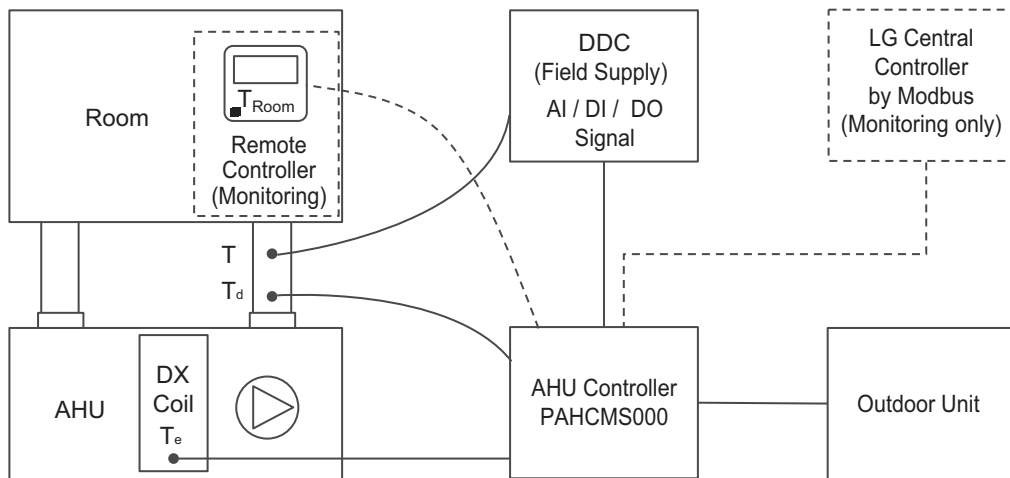 Room
T Room
Remote
Controller
(Monitoring)
DDC
(Field Supply)
AI / DI / DO
Signal
LG Central
Controller
by Modbus
(Monitoring only)
T
Td
AHU
DX
Coil
Te
AHU Controller
PAHCMS000
Outdoor Unit